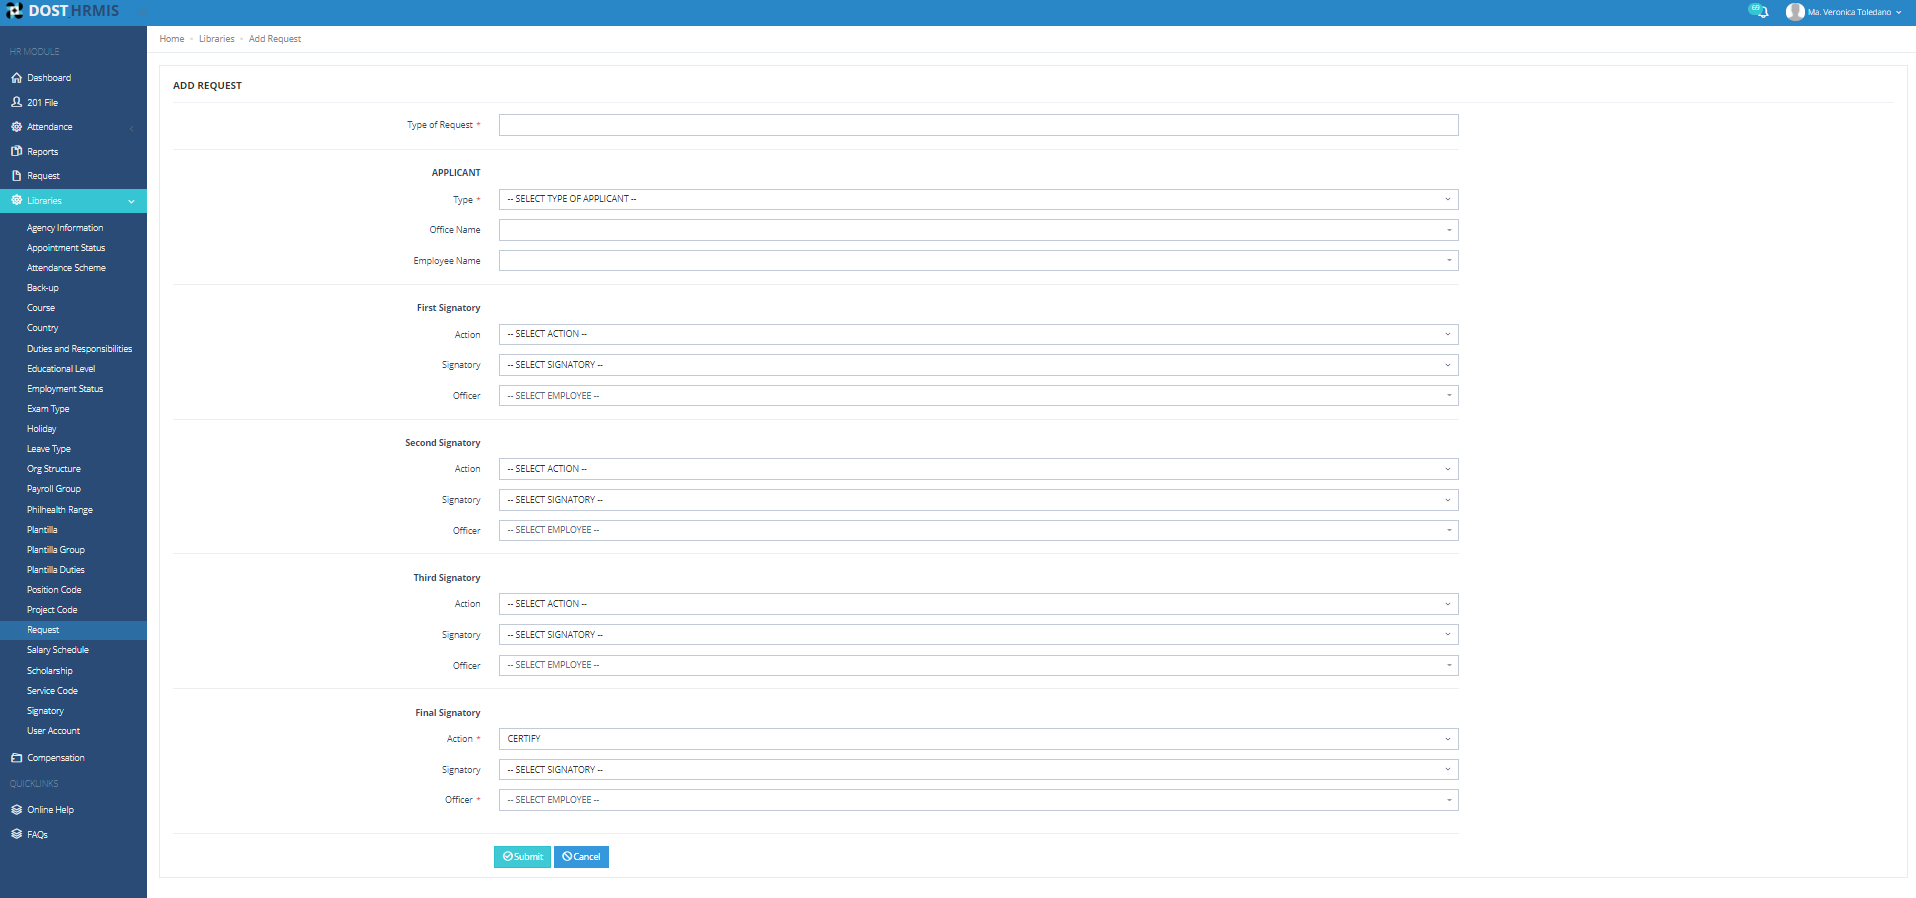 DOST HRMIS
69
Ma. Veronica Toledano
HR MODULE
Dashboard
201 File
Attendance
Reports
Request
Libraries
Agency Information
Appointment Status
Attendance Scheme
Back-up
Course
Country
Duties and Responsibilities
Educational Level
Employment Status
Exam Type
Holiday
Leave Type
Org Structure
Payroll Group
Philhealth Range
Plantilla
Plantilla Group
Plantilla Duties
Position Code
Project Code
Request
Salary Schedule
Scholarship
Service Code
Signatory
User Account
Compensation
QUICKLINKS
Online Help
FAQs
Home Libraries Add Request
ADD REQUEST
Type of Request *
APPLICANT
Type * -- SELECT TYPE OF APPLICANT --
Office Name
Employee Name
First Signatory
Action -- SELECT ACTION --
Signatory -- SELECT SIGNATORY --
Officer -- SELECT EMPLOYEE --
Second Signatory
Action -- SELECT ACTION --
Signatory -- SELECT SIGNATORY --
Officer -- SELECT EMPLOYEE --
Third Signatory
Action -- SELECT ACTION --
Signatory -- SELECT SIGNATORY --
Officer -- SELECT EMPLOYEE --
Final Signatory
Action * CERTIFY
Signatory -- SELECT SIGNATORY --
Officer * -- SELECT EMPLOYEE --
Submit Cancel